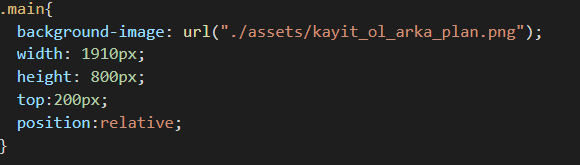 .main{
background-image: url("./assets/kayit_ol_arka_plan.png");
width: 1910px;
height: 800px;
top:200px;
position:relative;
}